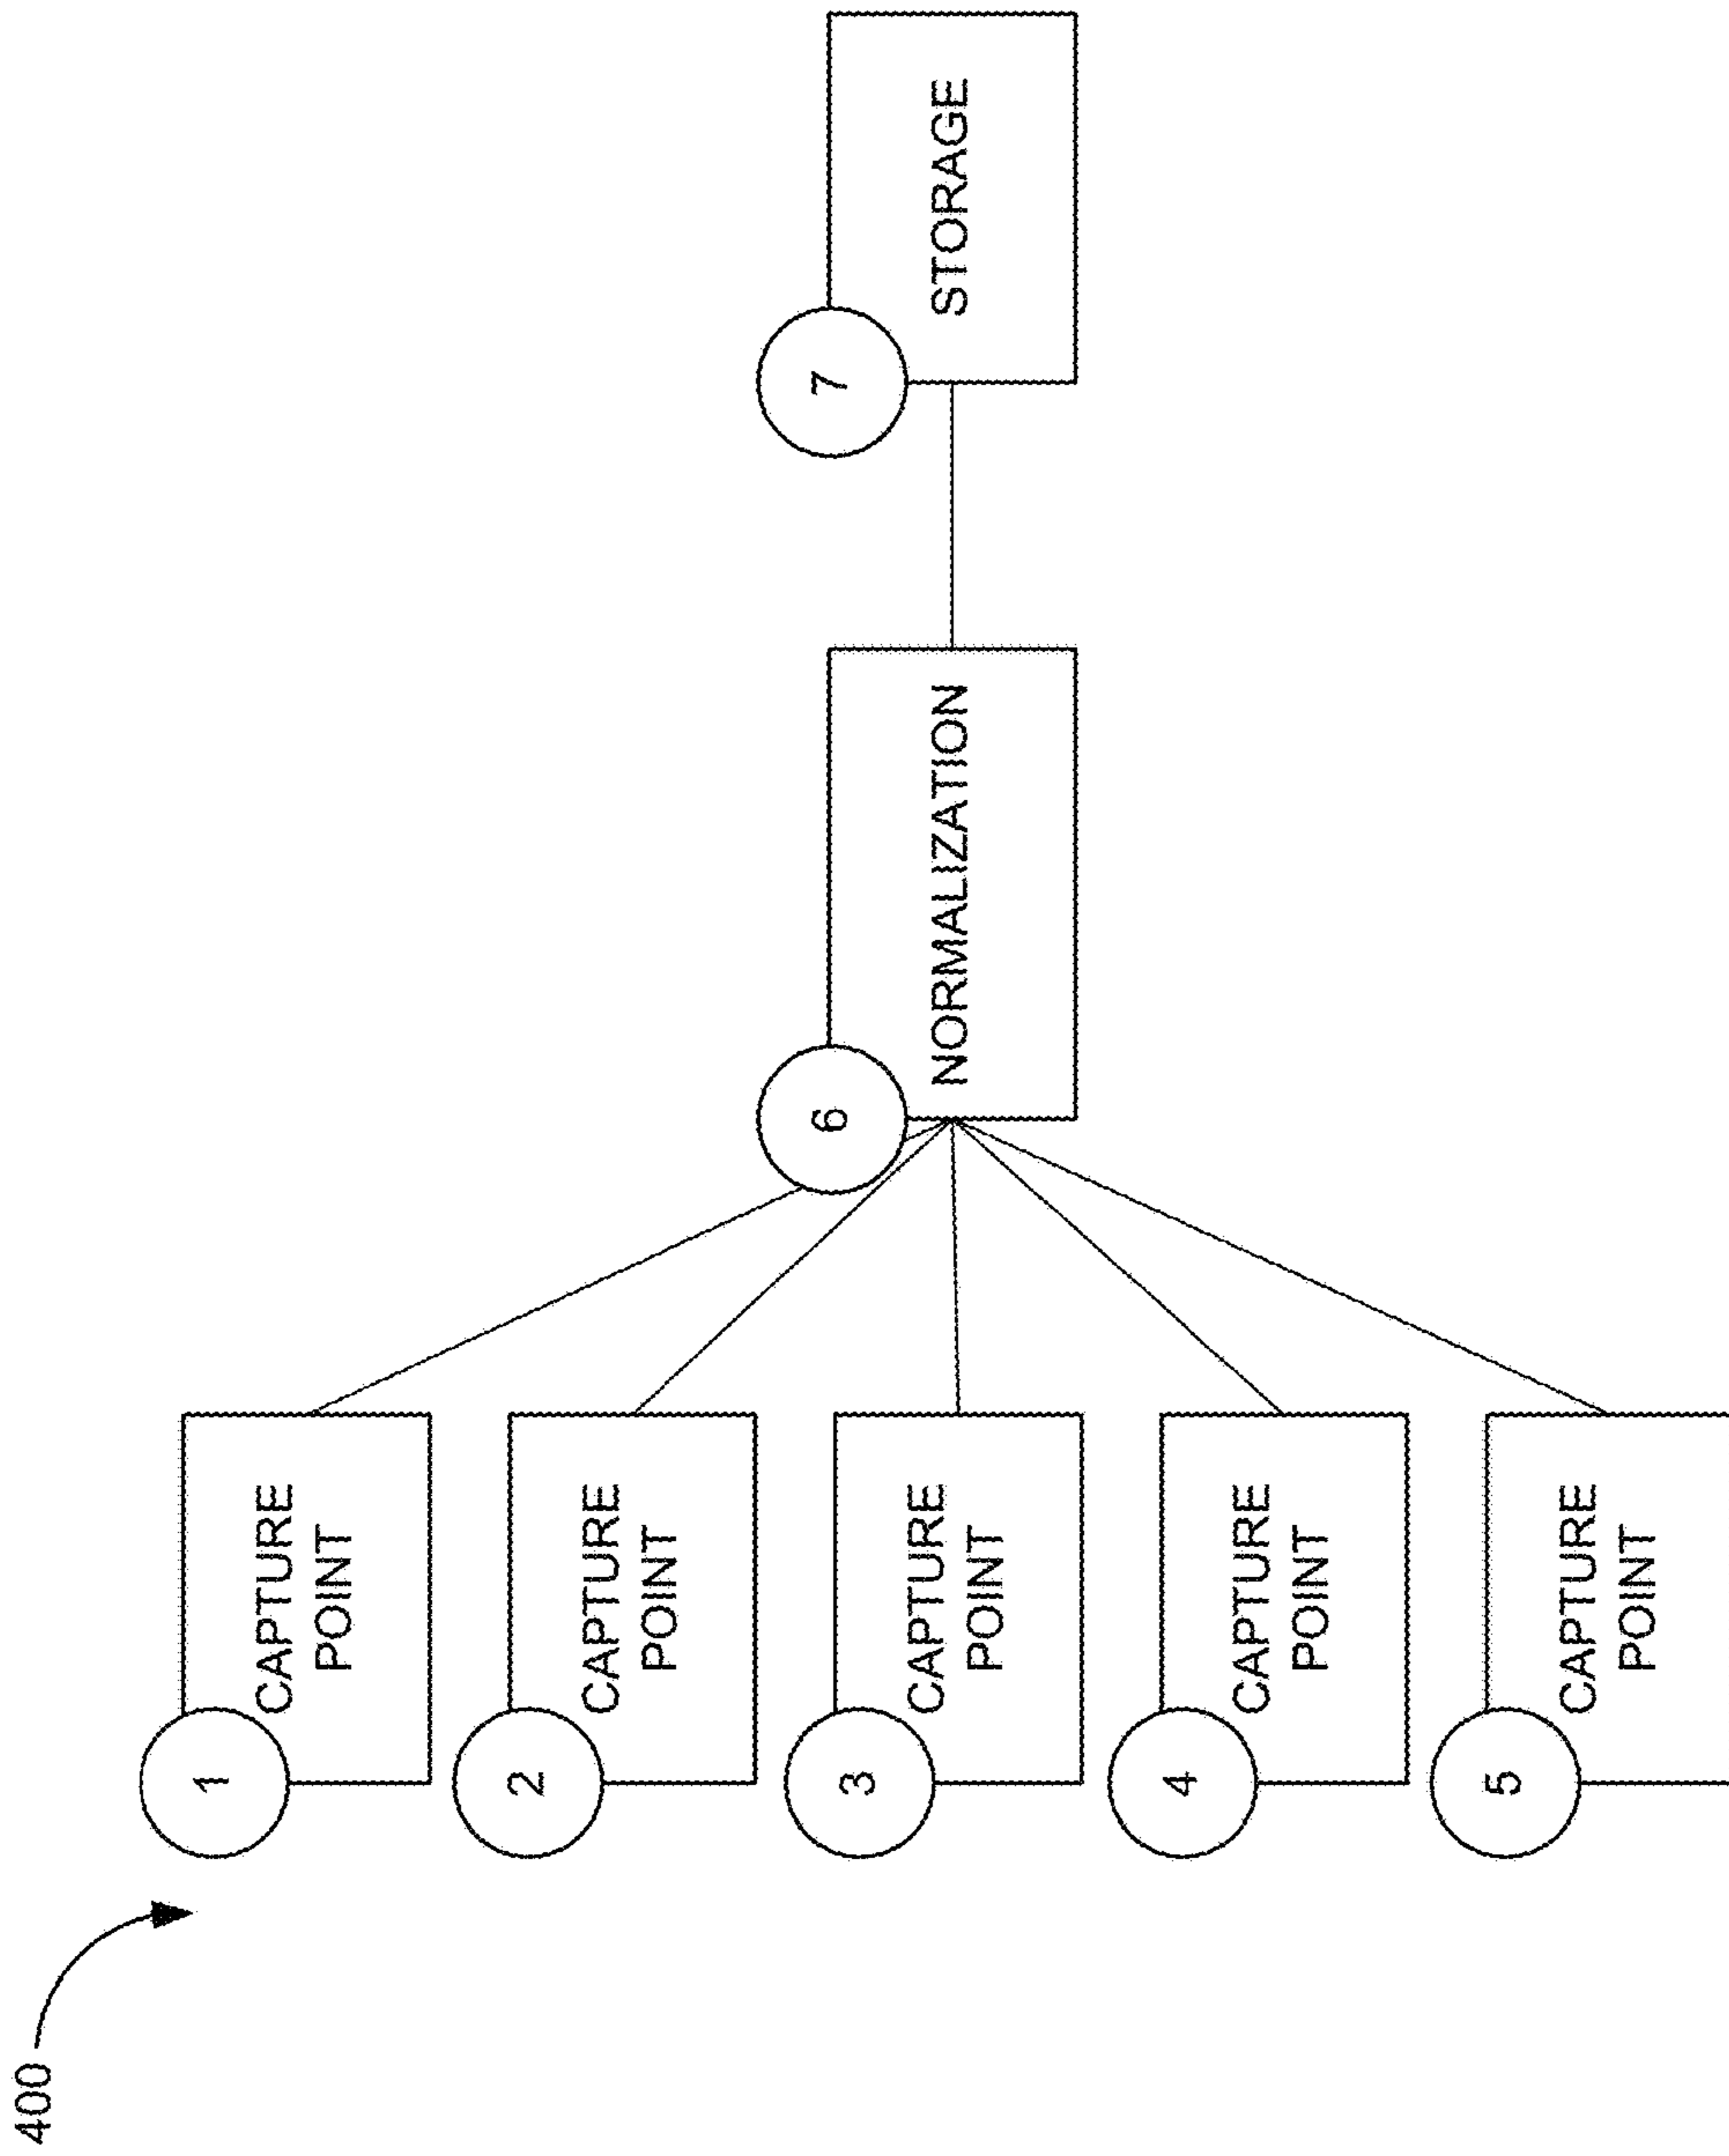 400
1
CAPTURE
POINT
2
CAPTURE
POINT
3
CAPTURE
POINT
4
CAPTURE
POINT
5
CAPTURE
POINT
6
NORMALIZATION
7
STORAGE